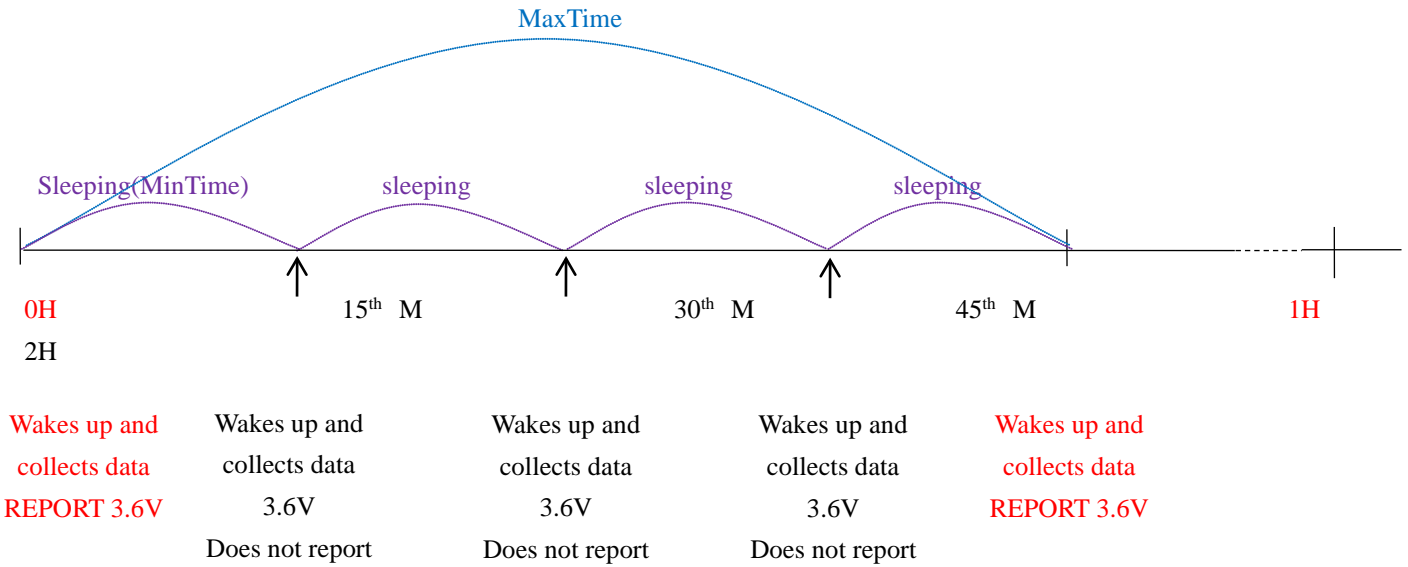 MaxTime
Sleeping(MinTime) sleeping sleeping sleeping
0H 15th M 30th M 45th M 1H
2H
Wakes up and Wakes up and Wakes up and Wakes up and Wakes up and
collects data collects data collects data collects data collects data
REPORT 3.6V 3.6V 3.6V 3.6V REPORT 3.6V
Does not report Does not report Does not report